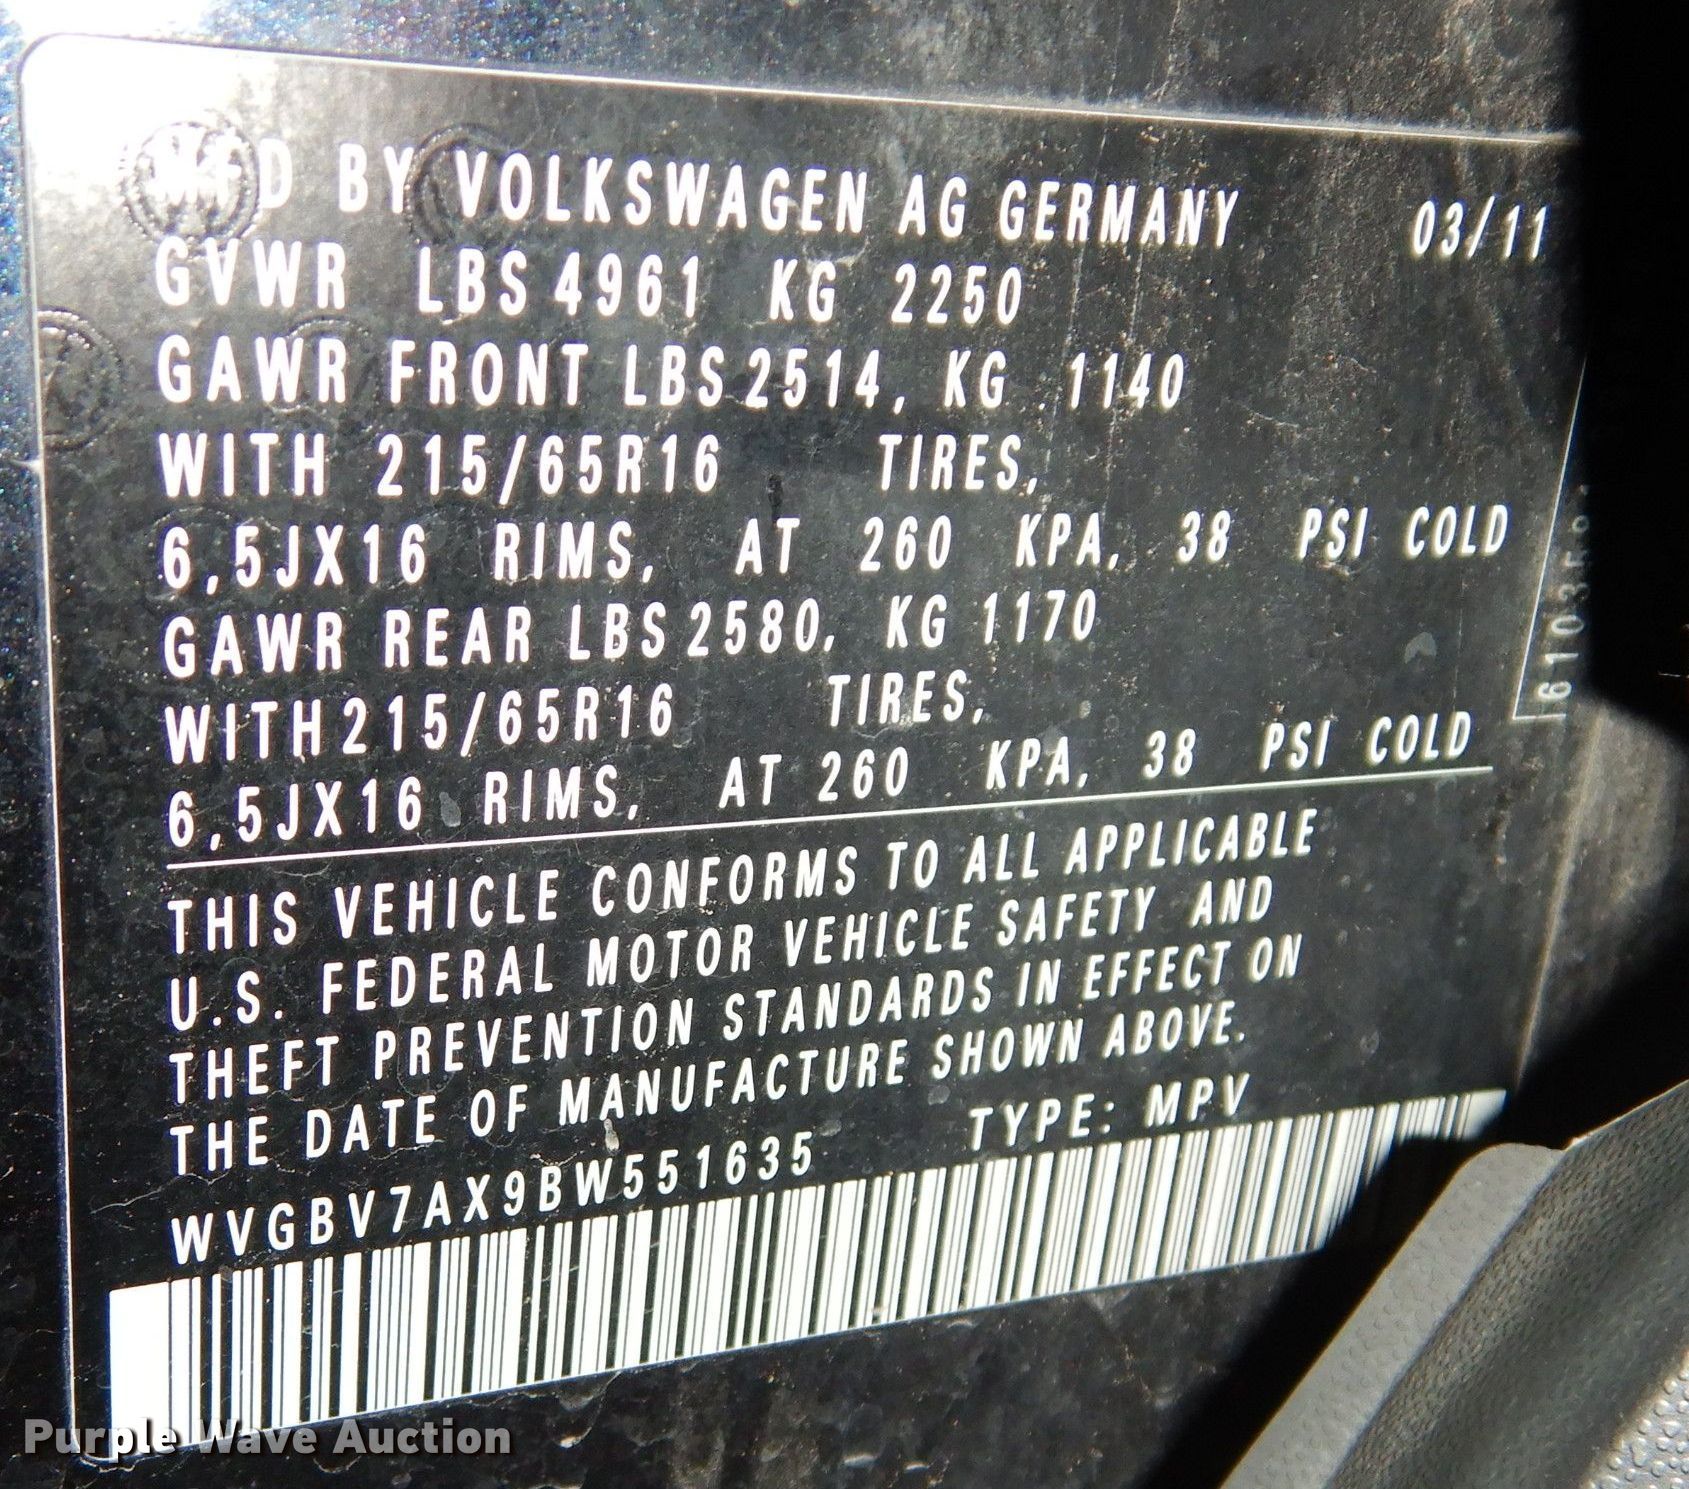 MFD BY VOLKSWAGEN AG GERMANY 03/11
GVWR LBS 4961 KG 2250
GAWR FRONT LBS 2514, KG 1140
WITH 215/65R16 TIRES,
6,5JX16 RIMS, AT 260 KPA, 38 PSI COLD
GAWR REAR LBS 2580, KG 1170
WITH 215/65R16 TIRES,
6,5JX16 RIMS, AT 260 KPA, 38 PSI COLD
THIS VEHICLE CONFORMS TO ALL APPLICABLE
U.S. FEDERAL MOTOR VEHICLE SAFETY AND
THEFT PREVENTION STANDARDS IN EFFECT ON
THE DATE OF MANUFACTURE SHOWN ABOVE.
WVGBV7AX9BW551635 TYPE: MPV
Purple Wave Auction